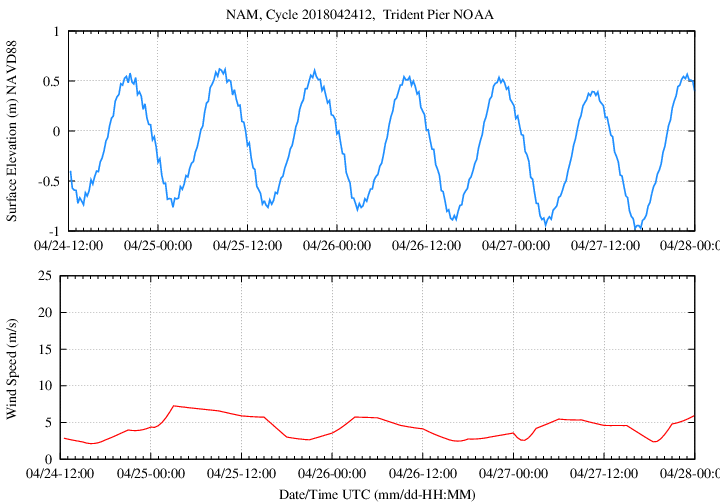 NAM, Cycle 2018042412,  Trident Pier NOAA
Surface Elevation (m) NAVD88
1
0.5
0
-0.5
-1
04/24-12:00 04/25-00:00 04/25-12:00 04/26-00:00 04/26-12:00 04/27-00:00 04/27-12:00 04/28-00:0
Wind Speed (m/s)
25
20
15
10
5
0
04/24-12:00 04/25-00:00 04/25-12:00 04/26-00:00 04/26-12:00 04/27-00:00 04/27-12:00 04/28-00:0
Date/Time UTC (mm/dd-HH:MM)